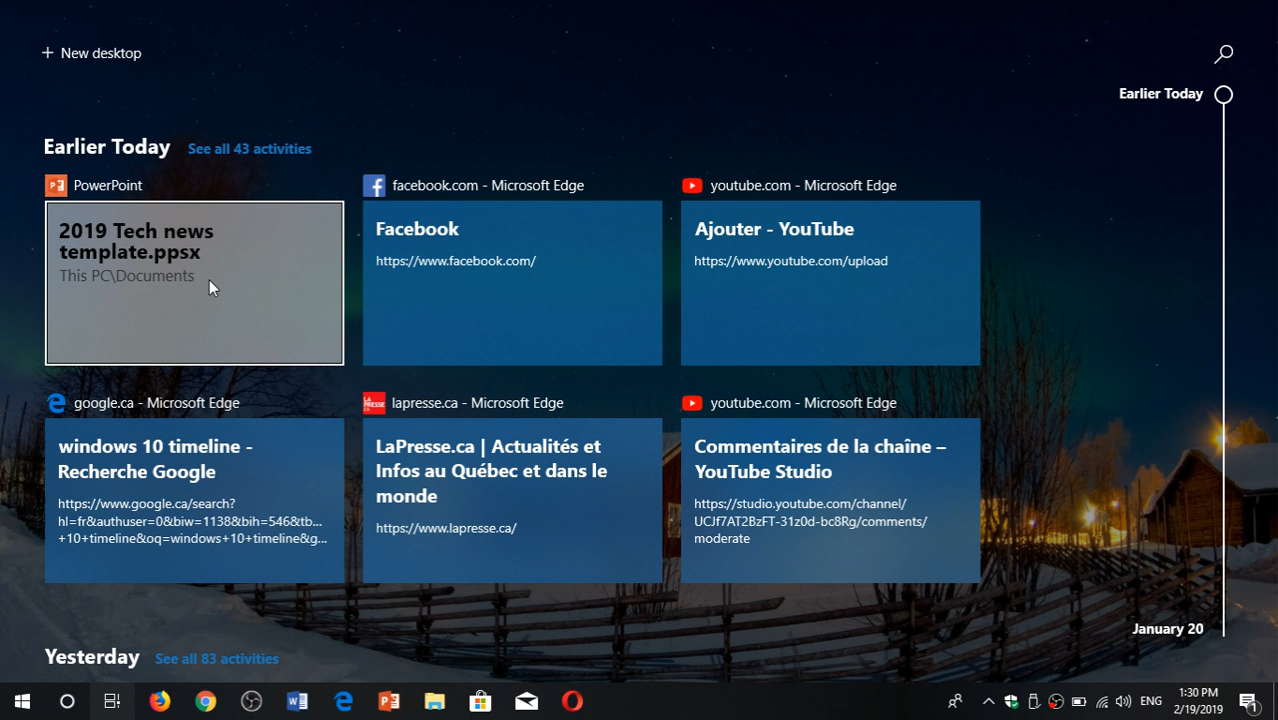 New desktop
Earlier Today
Earlier Today See all 43 activities
PowerPoint
2019 Tech news
template.ppsx
This PC\Documents
facebook.com - Microsoft Edge
Facebook
https://www.facebook.com/
youtube.com - Microsoft Edge
Ajouter - YouTube
https://www.youtube.com/upload
google.ca - Microsoft Edge
windows 10 timeline -
Recherche Google
https://www.google.ca/search?
hl=fr&authuser=0&biw=1138&bih=546&tb...
+10+timeline&oq=windows+10+timeline&g...
LA
PRESSE
.CA
lapresse.ca - Microsoft Edge
LaPresse.ca | Actualités et
Infos au Québec et dans le
monde
https://www.lapresse.ca/
youtube.com - Microsoft Edge
Commentaires de la chaîne –
YouTube Studio
https://studio.youtube.com/channel/
UCJf7AT2BzFT-31z0d-bc8Rg/comments/
moderate
January 20
Yesterday See all 83 activities
ENG
1:30 PM
2/19/2019
1